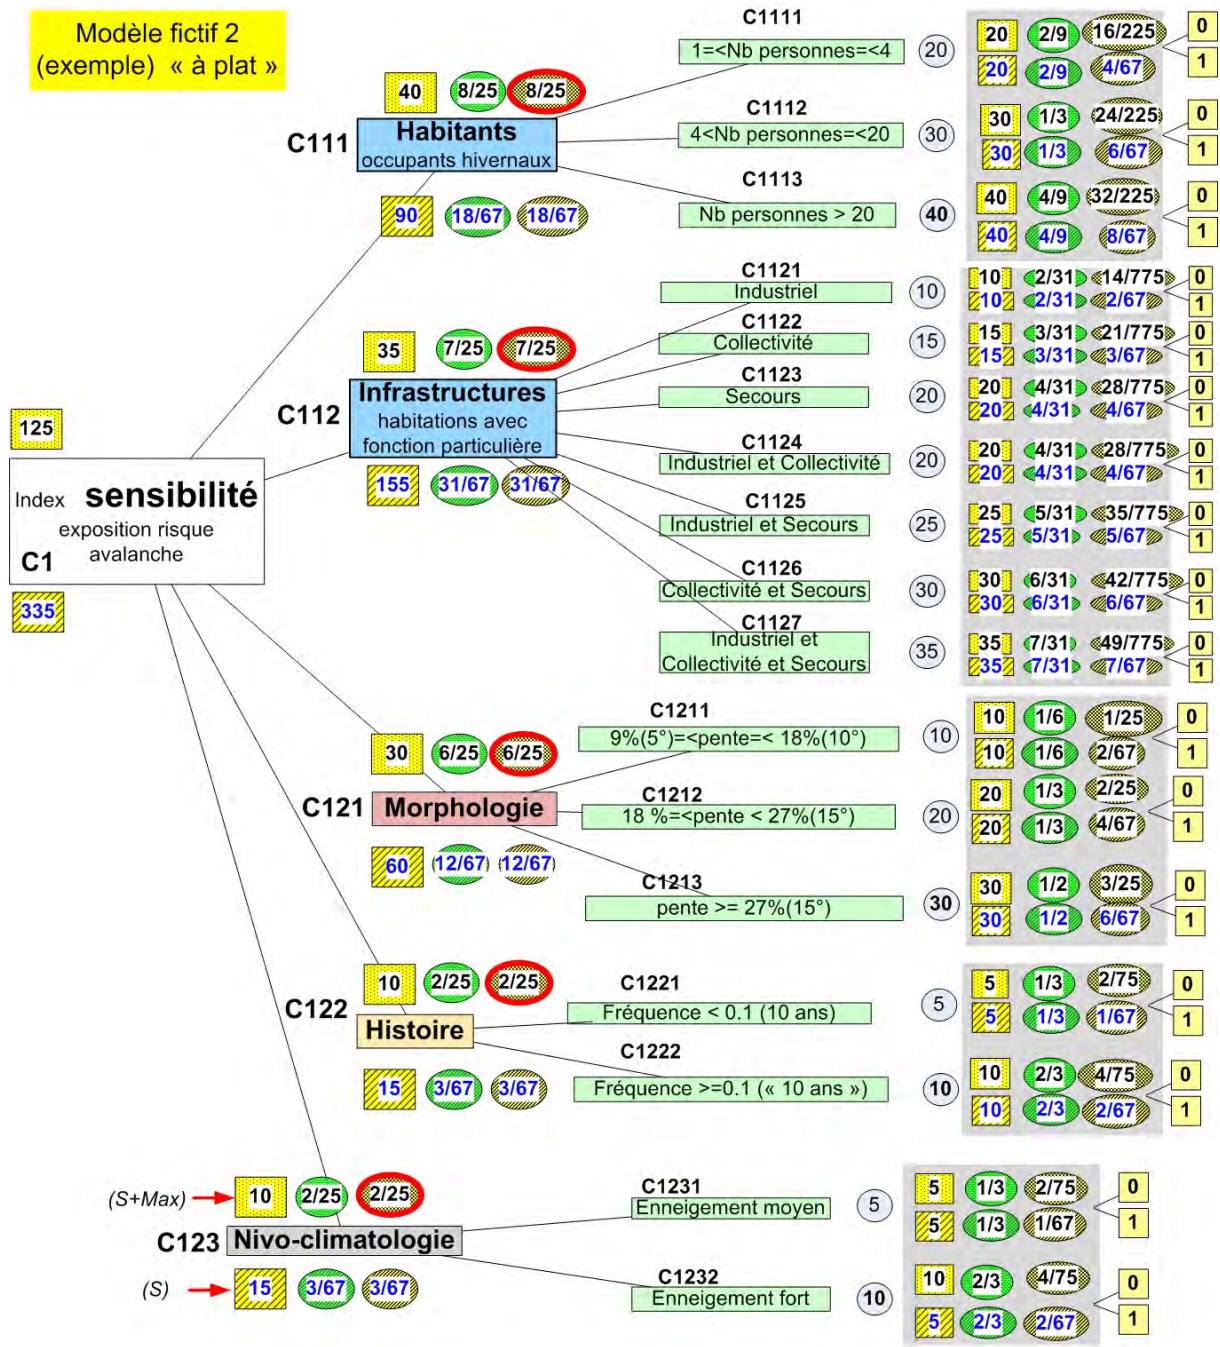 Modèle fictif 2
(exemple) « à plat »
C1111
1=<Nb personnes=<4
20
20 2/9 16/225 0
20 2/9 4/67 1
40 8/25 8/25
C111 Habitants
occupants hivernaux
90 18/67 18/67
C1112
4<Nb personnes=<20
30
30 1/3 24/225 0
30 1/3 6/67 1
C1113
Nb personnes > 20
40
40 4/9 32/225 0
40 4/9 8/67 1
C1121
Industriel
10
10 2/31 14/775 0
10 2/31 2/67 1
C1122
Collectivité
15
15 3/31 21/775 0
15 3/31 3/67 1
35 7/25 7/25
C112 Infrastructures
habitations avec
fonction particulière
155 31/67 31/67
C1123
Secours
20
20 4/31 28/775 0
20 4/31 4/67 1
C1124
Industriel et Collectivité
20
20 4/31 28/775 0
20 4/31 4/67 1
C1125
Industriel et Secours
25
25 5/31 35/775 0
25 5/31 5/67 1
C1126
Collectivité et Secours
30
30 6/31 42/775 0
30 6/31 6/67 1
C1127
Industriel et
Collectivité et Secours
35
35 7/31 49/775 0
35 7/31 7/67 1
125
Index sensibilité
exposition risque
avalanche
C1
335
C1211
9%(5°)=<pente=< 18%(10°)
10
10 1/6 1/25 0
10 1/6 2/67 1
30 6/25 6/25
C121 Morphologie
60 12/67 12/67
C1212
18 %=<pente < 27%(15°)
20
20 1/3 2/25 0
20 1/3 4/67 1
C1213
pente >= 27%(15°)
30
30 1/2 3/25 0
30 1/2 6/67 1
10 2/25 2/25
C122
Histoire
15 3/67 3/67
C1221
Fréquence < 0.1 (10 ans)
5
5 1/3 2/75 0
5 1/3 1/67 1
C1222
Fréquence >=0.1 (« 10 ans »)
10
10 2/3 4/75 0
10 2/3 2/67 1
(S+Max) 10 2/25 2/25
C123 Nivo-climatologie
(S) 15 3/67 3/67
C1231
Enneigement moyen
5
5 1/3 2/75 0
5 1/3 1/67 1
C1232
Enneigement fort
10
10 2/3 4/75 0
5 2/3 2/67 1